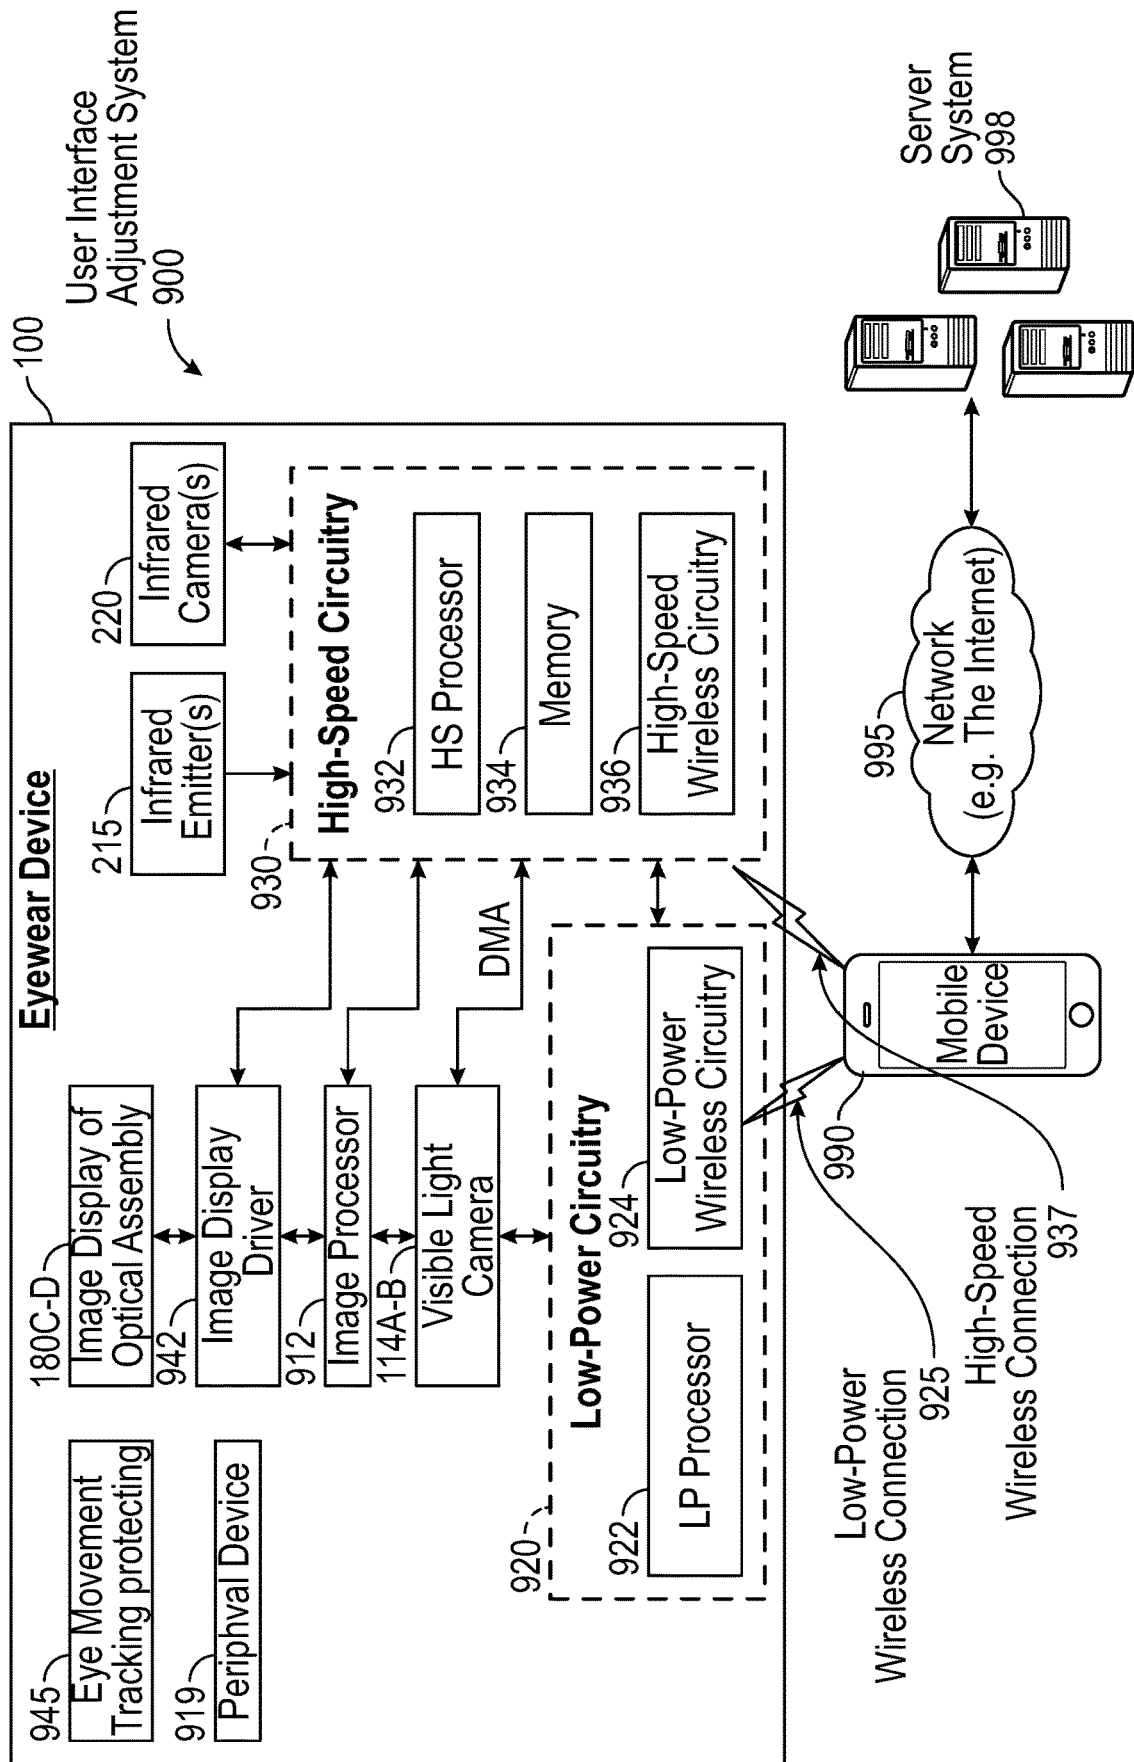 Eyewear Device
100
User Interface
Adjustment System
900
945
Eye Movement
Tracking protecting
919
Periphval Device
180C-D
Image Display of
Optical Assembly
942
Image Display
Driver
912
Image Processor
114A-B
Visible Light
Camera
215
Infrared
Emitter(s)
220
Infrared
Camera(s)
930
High-Speed Circuitry
932
HS Processor
934
Memory
936
High-Speed
Wireless Circuitry
DMA
920
Low-Power Circuitry
922
LP Processor
924
Low-Power
Wireless Circuitry
Low-Power
Wireless Connection
925
High-Speed
Wireless Connection
937
990
Mobile
Device
995
Network
(e.g. The Internet)
Server
System
998